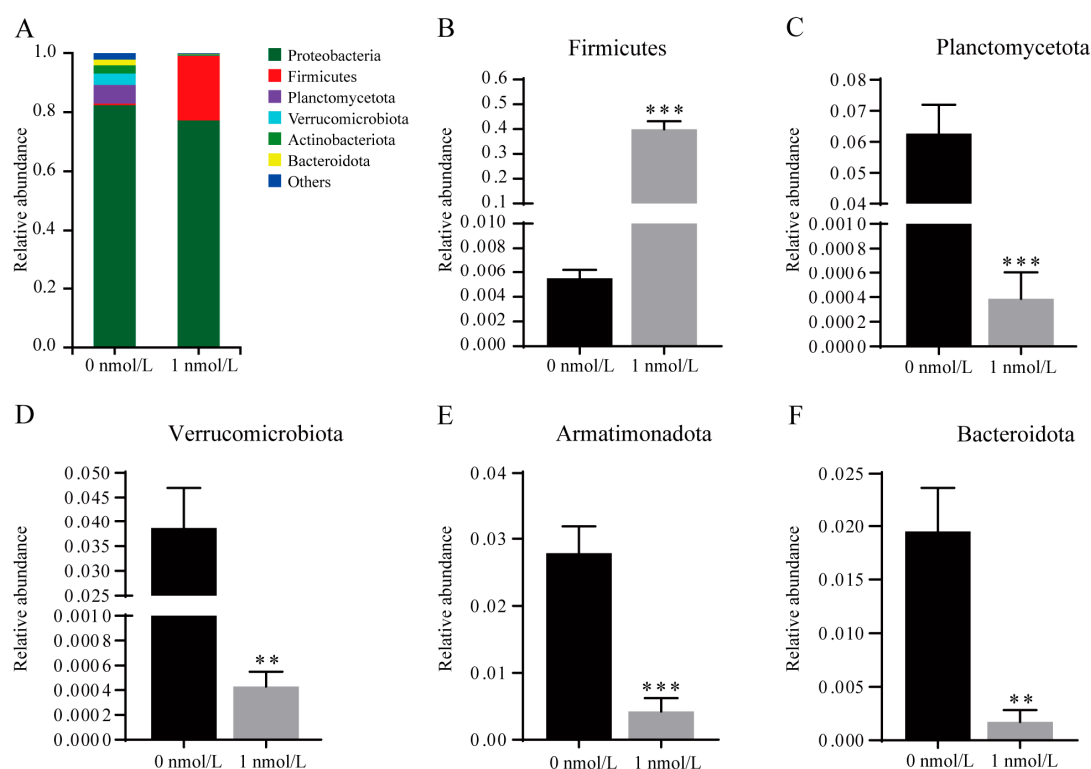 A
Relative abundance
1.0
0.8
0.6
0.4
0.2
0.0
0 nmol/L 1 nmol/L
Proteobacteria
Firmicutes
Planctomycetota
Verrucomicrobiota
Actinobacteriota
Bacteroidota
Others
B
Firmicutes
Relative abundance
0.6
0.5
0.4
0.3
0.2
0.1
0.010
0.008
0.006
0.004
0.002
0.000
***
0 nmol/L 1 nmol/L
C
Planctomycetota
Relative abundance
0.08
0.07
0.06
0.05
0.04
0.0010
0.0008
0.0006
0.0004
0.0002
0.0000
***
0 nmol/L 1 nmol/L
D
Verrucomicrobiota
Relative abundance
0.050
0.045
0.040
0.035
0.030
0.025
0.0010
0.0008
0.0006
0.0004
0.0002
0.0000
**
0 nmol/L 1 nmol/L
E
Armatimonadota
Relative abundance
0.04
0.03
0.02
0.01
0.00
***
0 nmol/L 1 nmol/L
F
Bacteroidota
Relative abundance
0.025
0.020
0.015
0.010
0.005
0.000
**
0 nmol/L 1 nmol/L